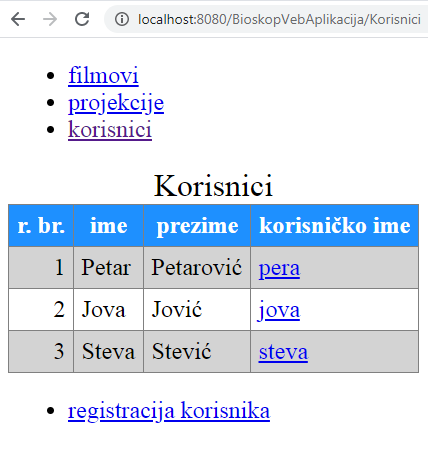 localhost:8080/BioskopVebAplikacija/Korisnici
filmovi
projekcije
korisnici
Korisnici
r. br. ime prezime korisničko ime
1 Petar Petarović pera
2 Jova Jović jova
3 Steva Stević steva
registracija korisnika